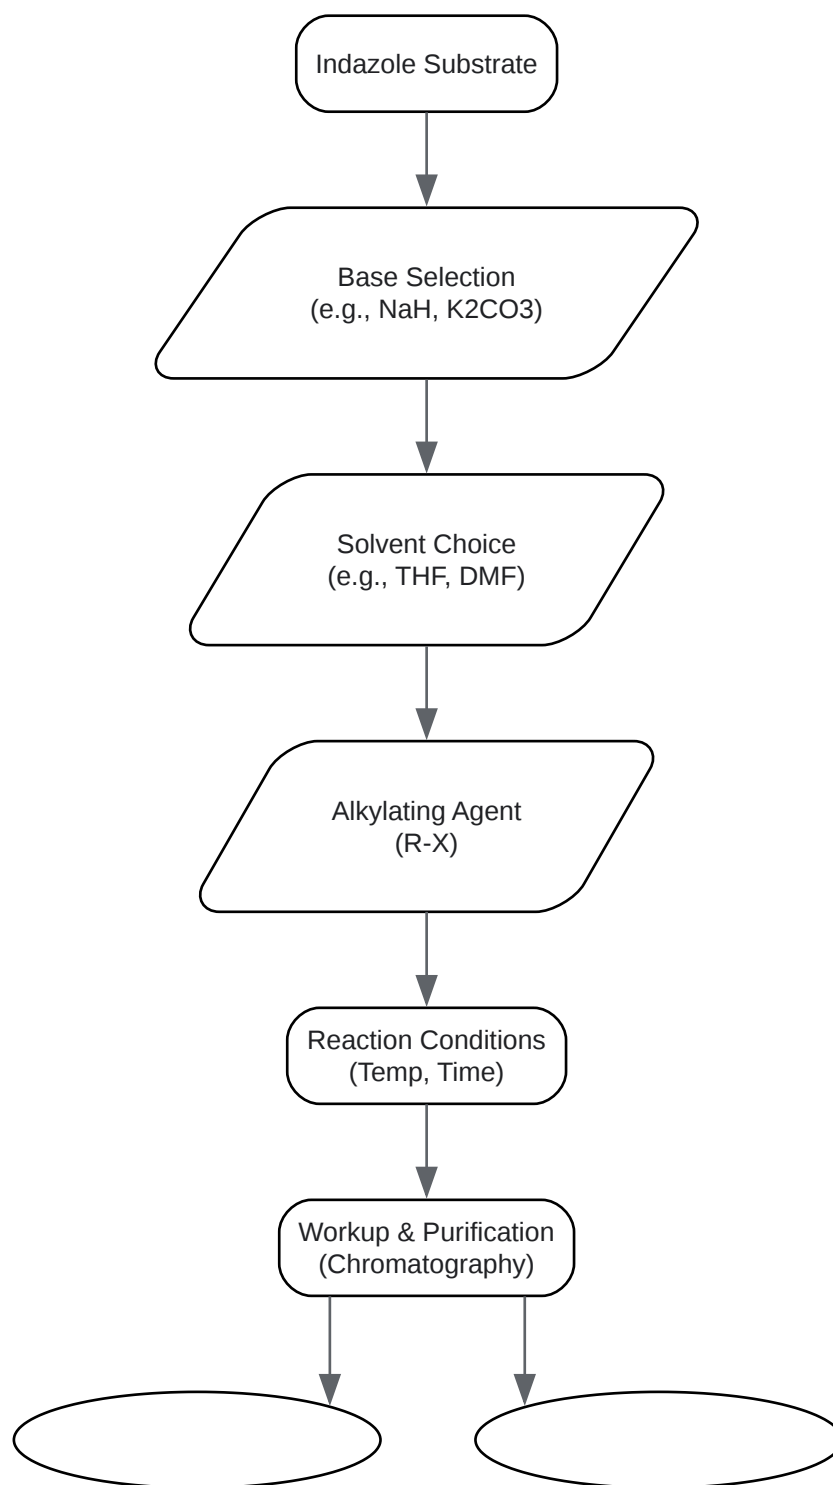 Indazole Substrate
Base Selection
(e.g., NaH, K2CO3)
Solvent Choice
(e.g., THF, DMF)
Alkylating Agent
(R-X)
Reaction Conditions
(Temp, Time)
Workup & Purification
(Chromatography)